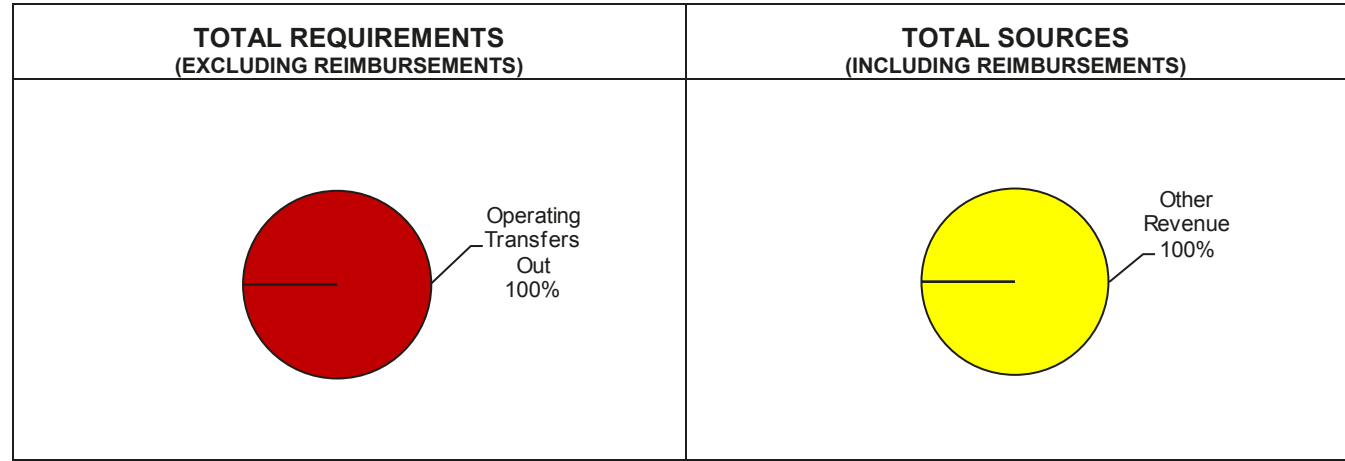 TOTAL REQUIREMENTS
(EXCLUDING REIMBURSEMENTS)
Operating
Transfers
Out
100%
TOTAL SOURCES
(INCLUDING REIMBURSEMENTS)
Other
Revenue
100%